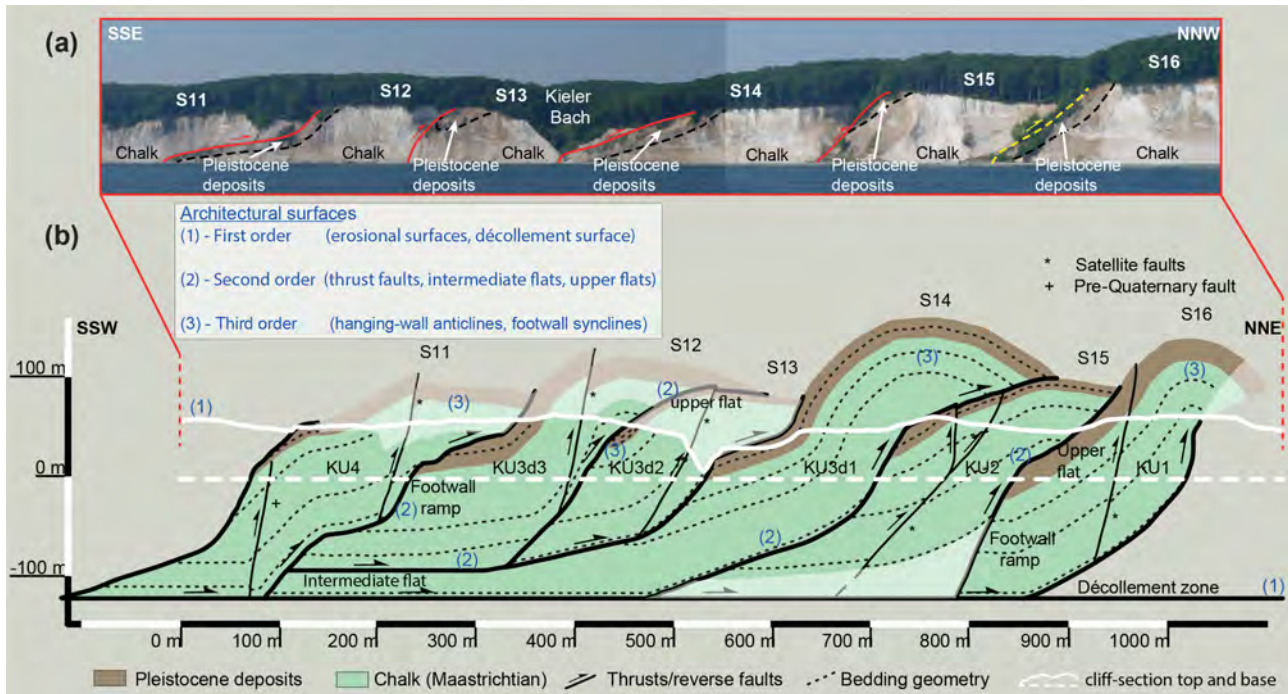 (a)
SSE
NNW
S11
S12
S13
Kieler
Bach
S14
S15
S16
Chalk
Pleistocene
deposits
Chalk
Pleistocene
deposits
Chalk
Pleistocene
deposits
Chalk
Pleistocene
deposits
Chalk
Pleistocene
deposits
Chalk
(b)
Architectural surfaces
(1) - First order (erosional surfaces, décollement surface)
(2) - Second order (thrust faults, intermediate flats, upper flats)
(3) - Third order (hanging-wall anticlines, footwall synclines)
* Satellite faults
+ Pre-Quaternary fault
SSW
NNE
S11
S12
S13
S14
S15
S16
100 m
0 m
-100 m
(1)
(3)
(2)
upper flat
(3)
(3)
*
*
*
KU4
KU3d3
KU3d2
(3)
KU3d1
KU2
*
(2)
Upper
flat
KU1
+
Footwall
ramp
(2)
(2)
(2)
*
*
Footwall
ramp
Intermediate flat
Décollement zone
(1)
0 m
100 m
200 m
300 m
400 m
500 m
600 m
700 m
800 m
900 m
1000 m
Pleistocene deposits
Chalk (Maastrichtian)
Thrusts/reverse faults
Bedding geometry
cliff-section top and base